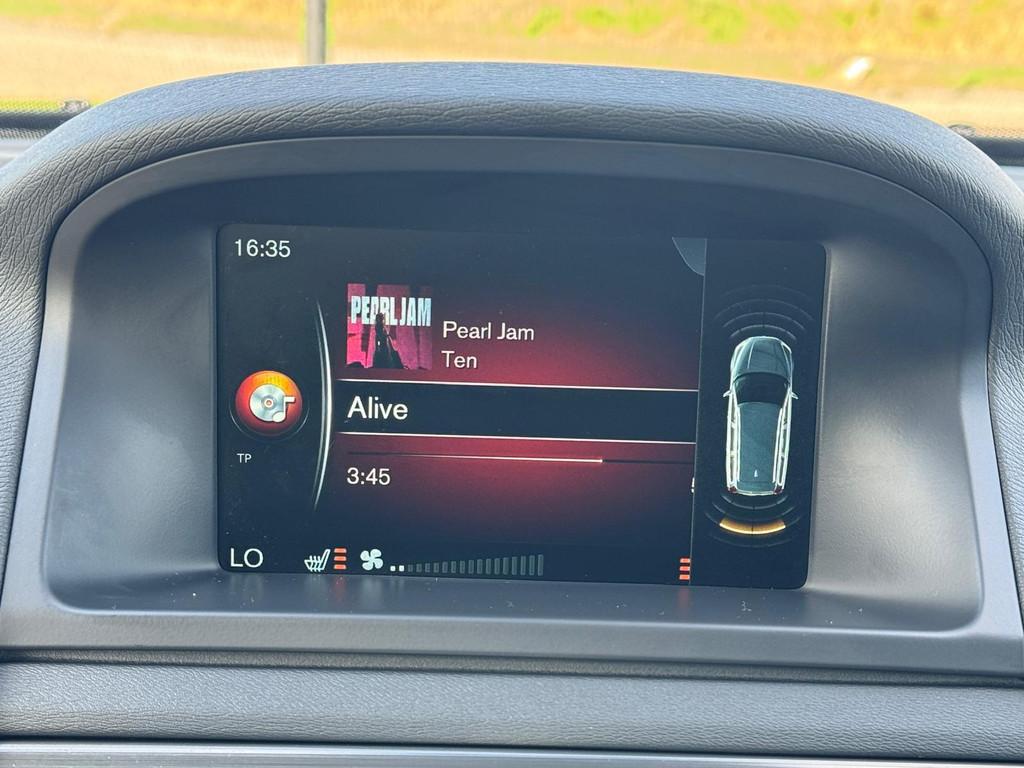 16:35
PEARL JAM
Pearl Jam
Ten
Alive
TP
3:45
LO